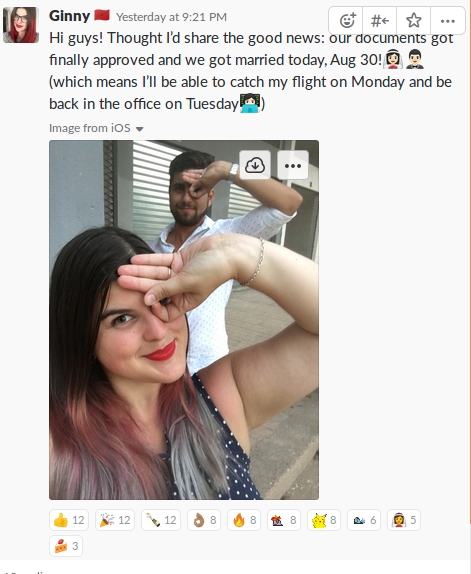 Ginny Yesterday at 9:21 PM
Hi guys! Thought I'd share the good news: our documents got
finally approved and we got married today, Aug 30!
(which means I'll be able to catch my flight on Monday and be
back in the office on Tuesday)
Image from iOS
12 12 12 8 8 8 8 6 5
3